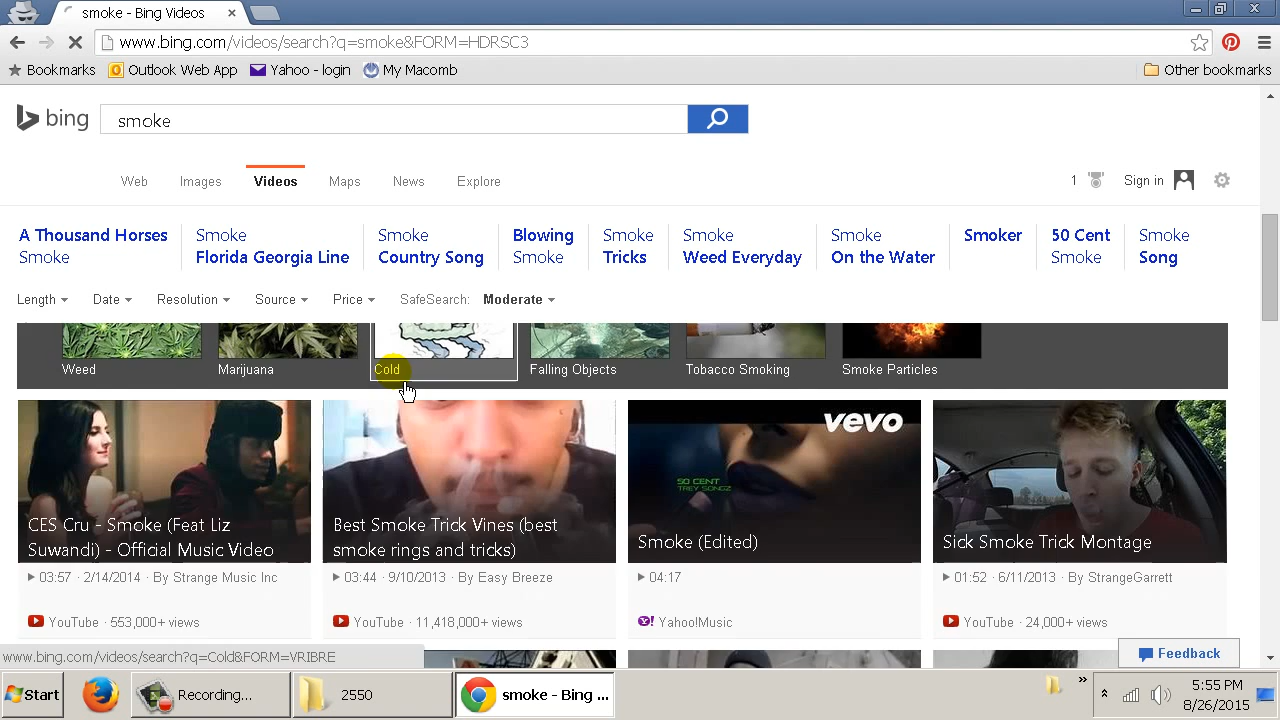 smoke - Bing Videos
www.bing.com/videos/search?q=smoke&FORM=HDRSC3
Bookmarks Outlook Web App Yahoo - login My Macomb Other bookmarks
bing smoke
Web Images Videos Maps News Explore 1 Sign in
A Thousand Horses Smoke
Smoke Florida Georgia Line
Smoke Country Song
Blowing Smoke
Smoke Tricks
Smoke Weed Everyday
Smoke On the Water
Smoker
50 Cent Smoke
Smoke Song
Length Date Resolution Source Price SafeSearch: Moderate
Weed Marijuana Cold Falling Objects Tobacco Smoking Smoke Particles
CES Cru - Smoke (Feat Liz
Suwandi) - Official Music Video
03:57 · 2/14/2014 · By Strange Music Inc
YouTube · 553,000+ views
Best Smoke Trick Vines (best
smoke rings and tricks)
03:44 · 9/10/2013 · By Easy Breeze
YouTube · 11,418,000+ views
vevo
50 CENT
TREY SONGZ
Smoke (Edited)
04:17
Y! Yahoo!Music
Sick Smoke Trick Montage
01:52 · 6/11/2013 · By StrangeGarrett
YouTube · 24,000+ views
Feedback
www.bing.com/videos/search?q=Cold&FORM=VRIBRE
Start Recording... 2550 smoke - Bing ... 5:55 PM
8/26/2015